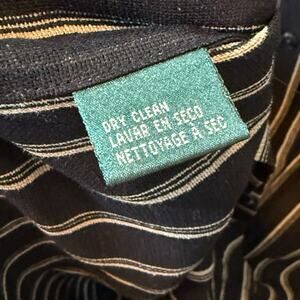 DRY CLEAN
LAVAR EN SECO
NETTOYAGE À SEC